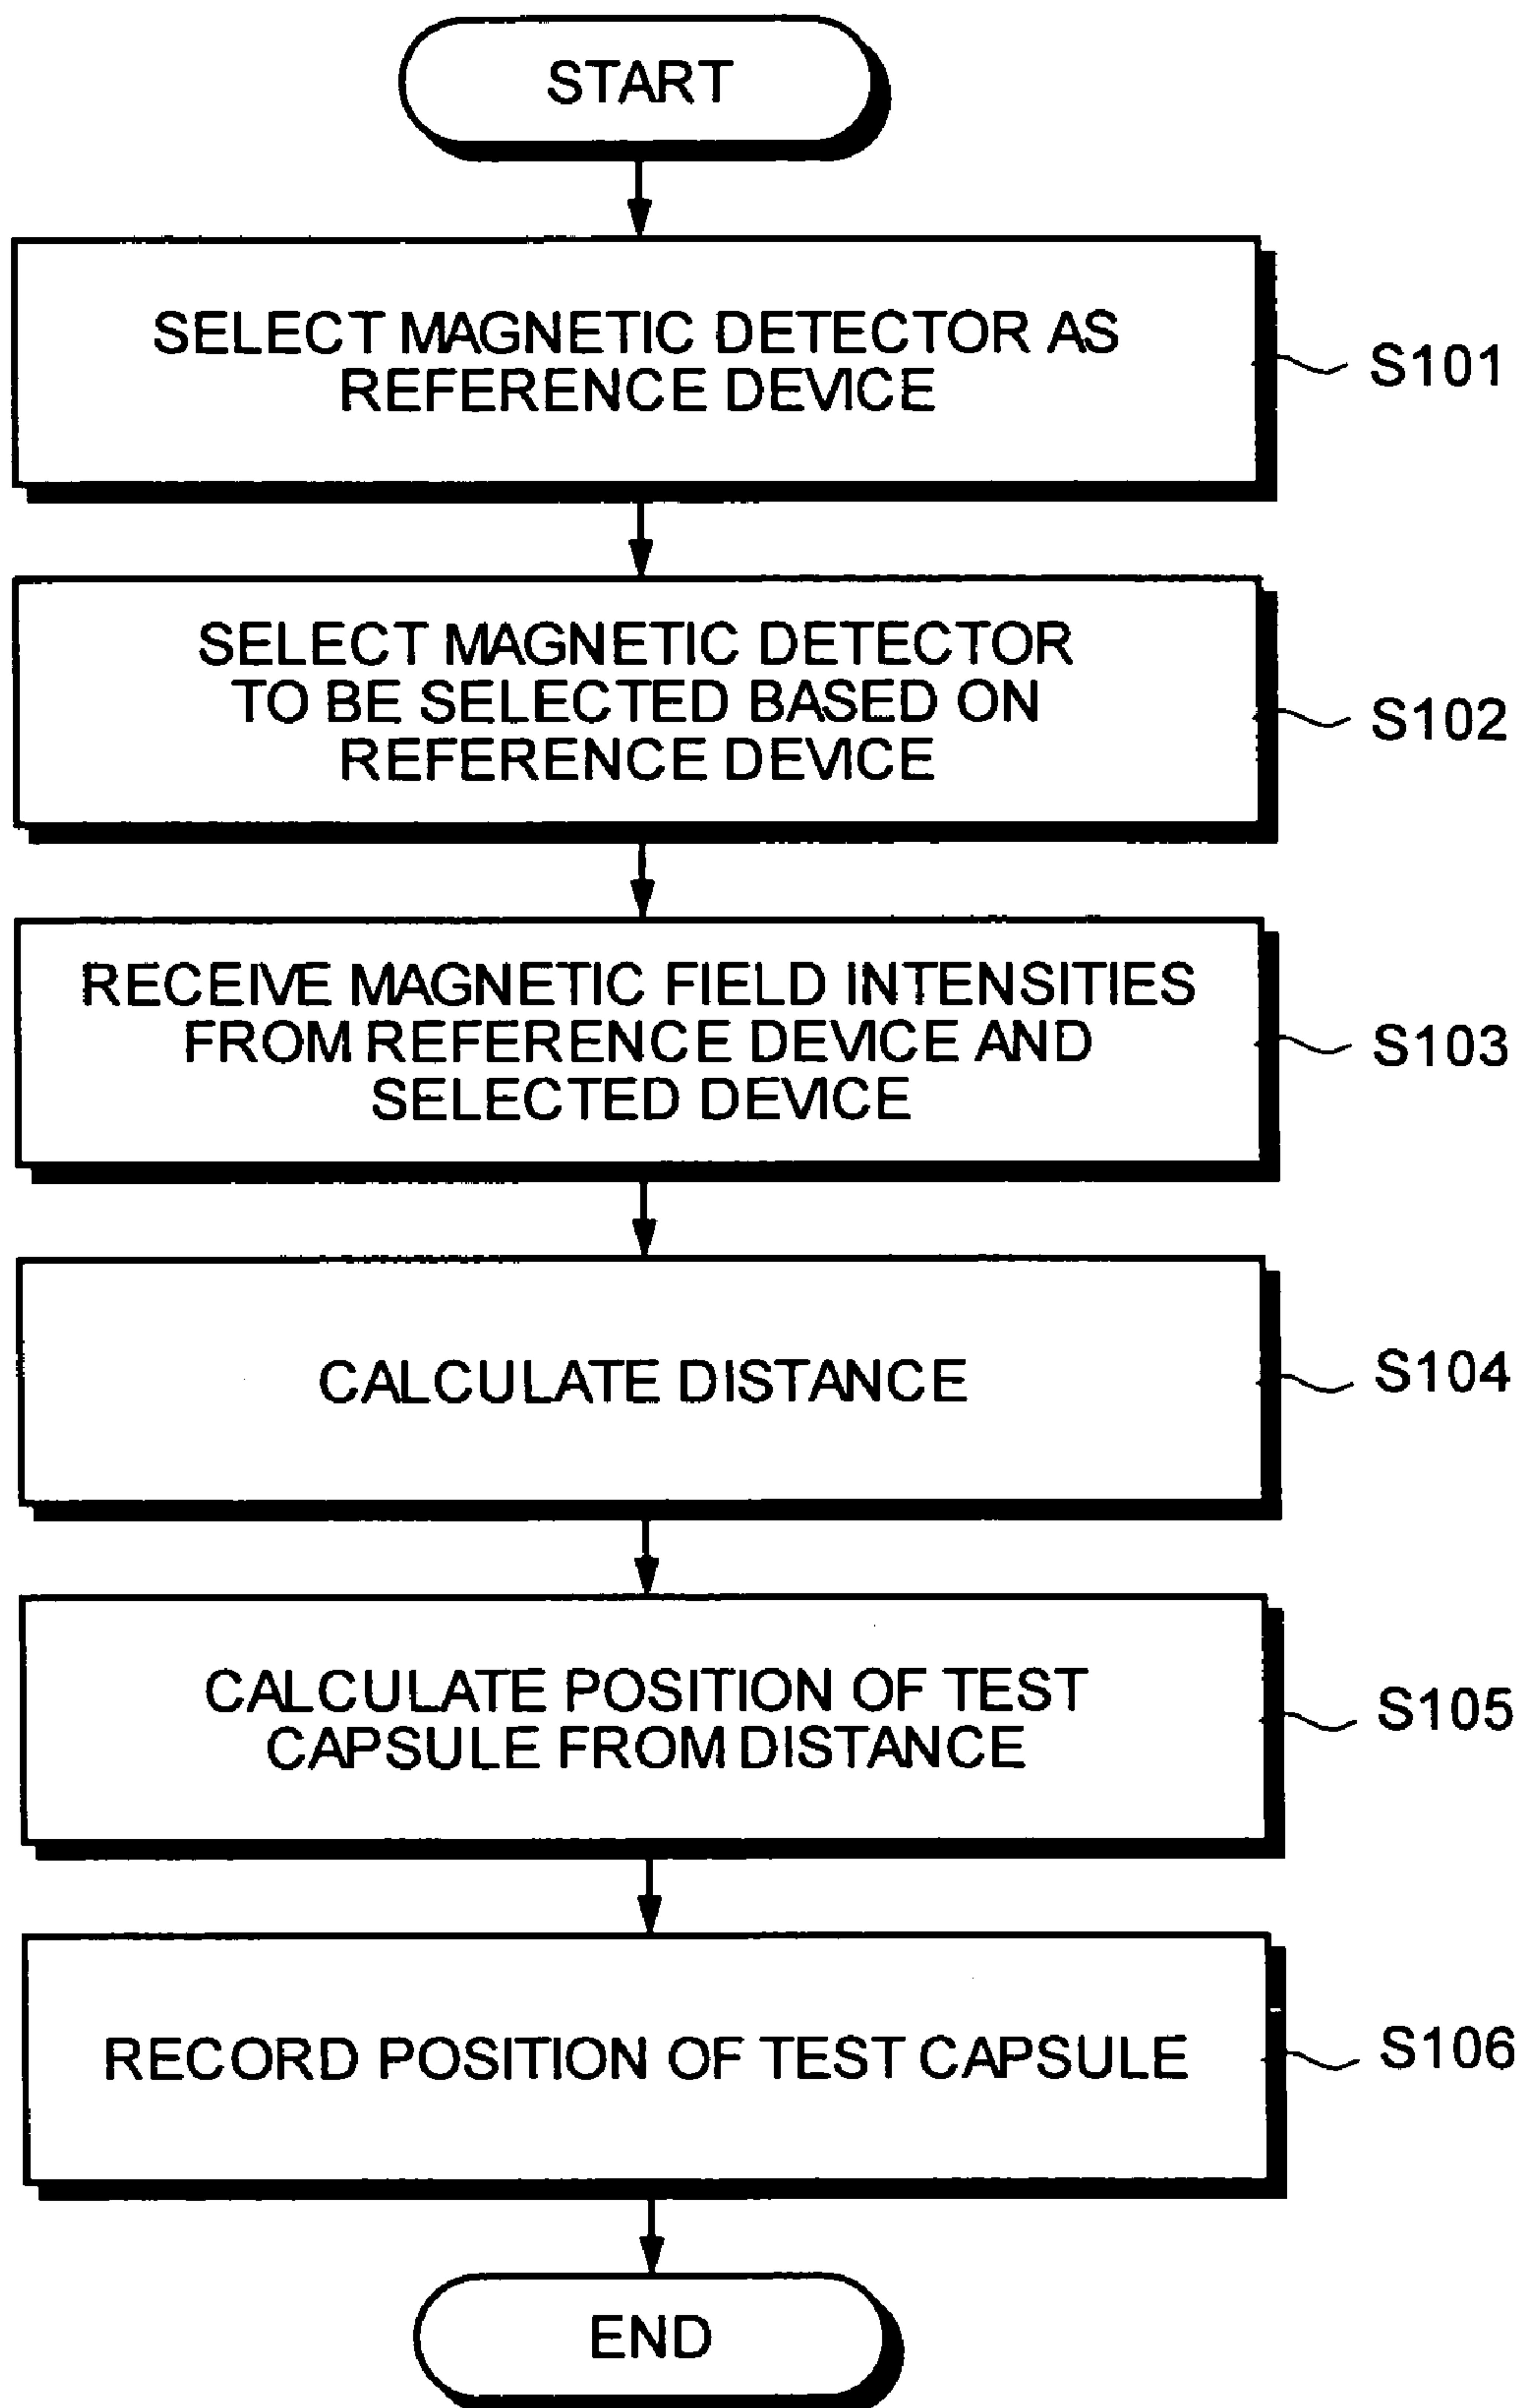 START
SELECT MAGNETIC DETECTOR AS
REFERENCE DEVICE
S101
SELECT MAGNETIC DETECTOR
TO BE SELECTED BASED ON
REFERENCE DEVICE
S102
RECEIVE MAGNETIC FIELD INTENSITIES
FROM REFERENCE DEVICE AND
SELECTED DEVICE
S103
CALCULATE DISTANCE
S104
CALCULATE POSITION OF TEST
CAPSULE FROM DISTANCE
S105
RECORD POSITION OF TEST CAPSULE
S106
END